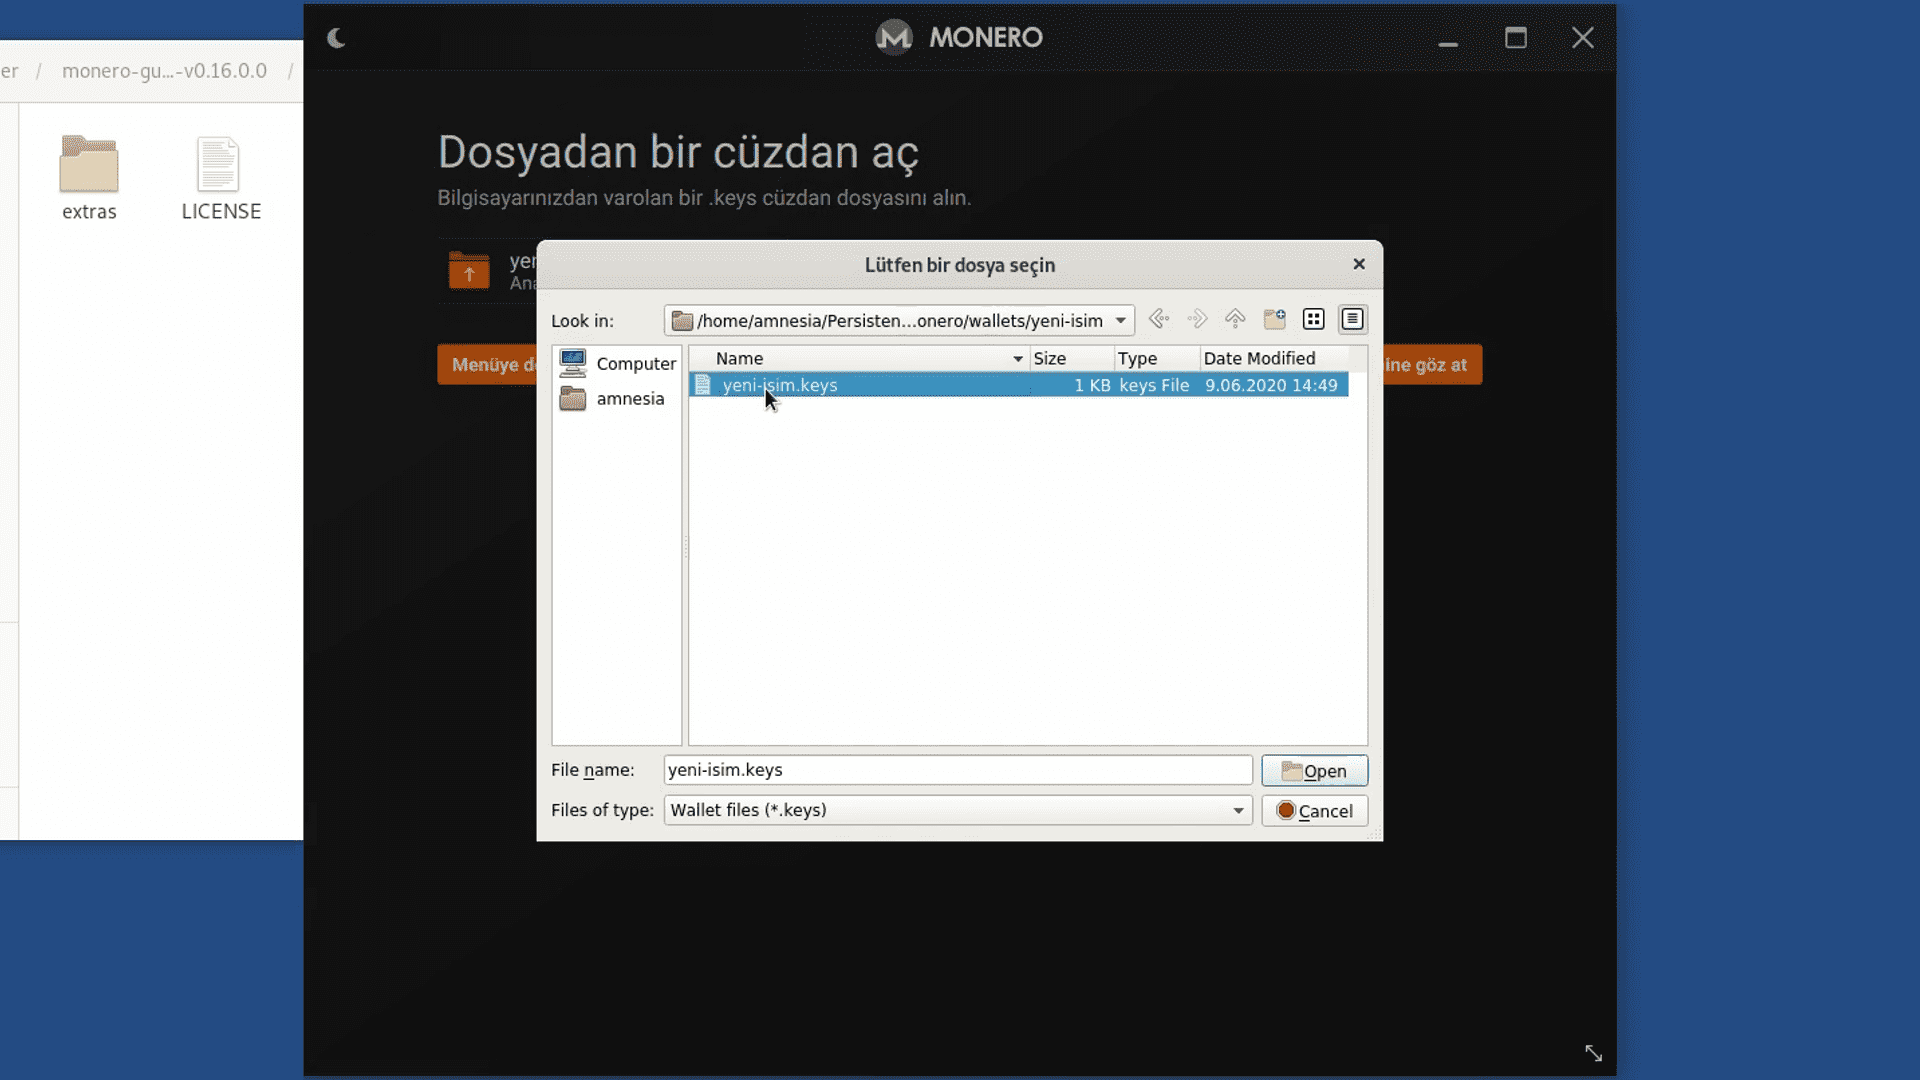 MONERO
er / monero-gu...-v0.16.0.0 /
extras
LICENSE
Dosyadan bir cüzdan aç
Bilgisayarınızdan varolan bir .keys cüzdan dosyasını alın.
Lütfen bir dosya seçin
Look in: /home/amnesia/Persisten...onero/wallets/yeni-isim
Computer
amnesia
Name Size Type Date Modified
yeni-isim.keys 1 KB keys File 9.06.2020 14:49
yer
Ana
Menüye d
ine göz at
File name: yeni-isim.keys
Open
Files of type: Wallet files (*.keys)
Cancel